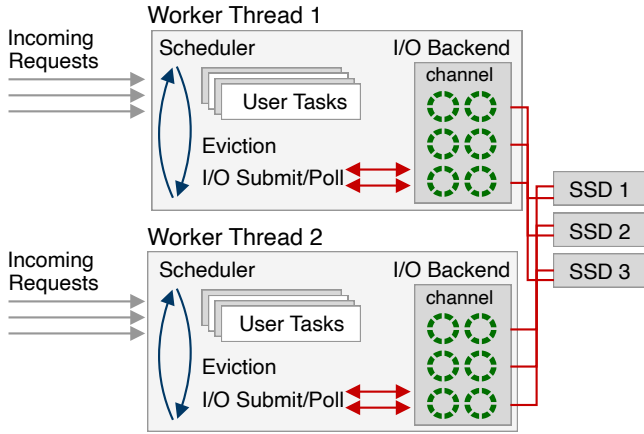 Worker Thread 1
Incoming
Requests
Scheduler
I/O Backend
channel
User Tasks
Eviction
I/O Submit/Poll
SSD 1
SSD 2
SSD 3
Worker Thread 2
Incoming
Requests
Scheduler
I/O Backend
channel
User Tasks
Eviction
I/O Submit/Poll